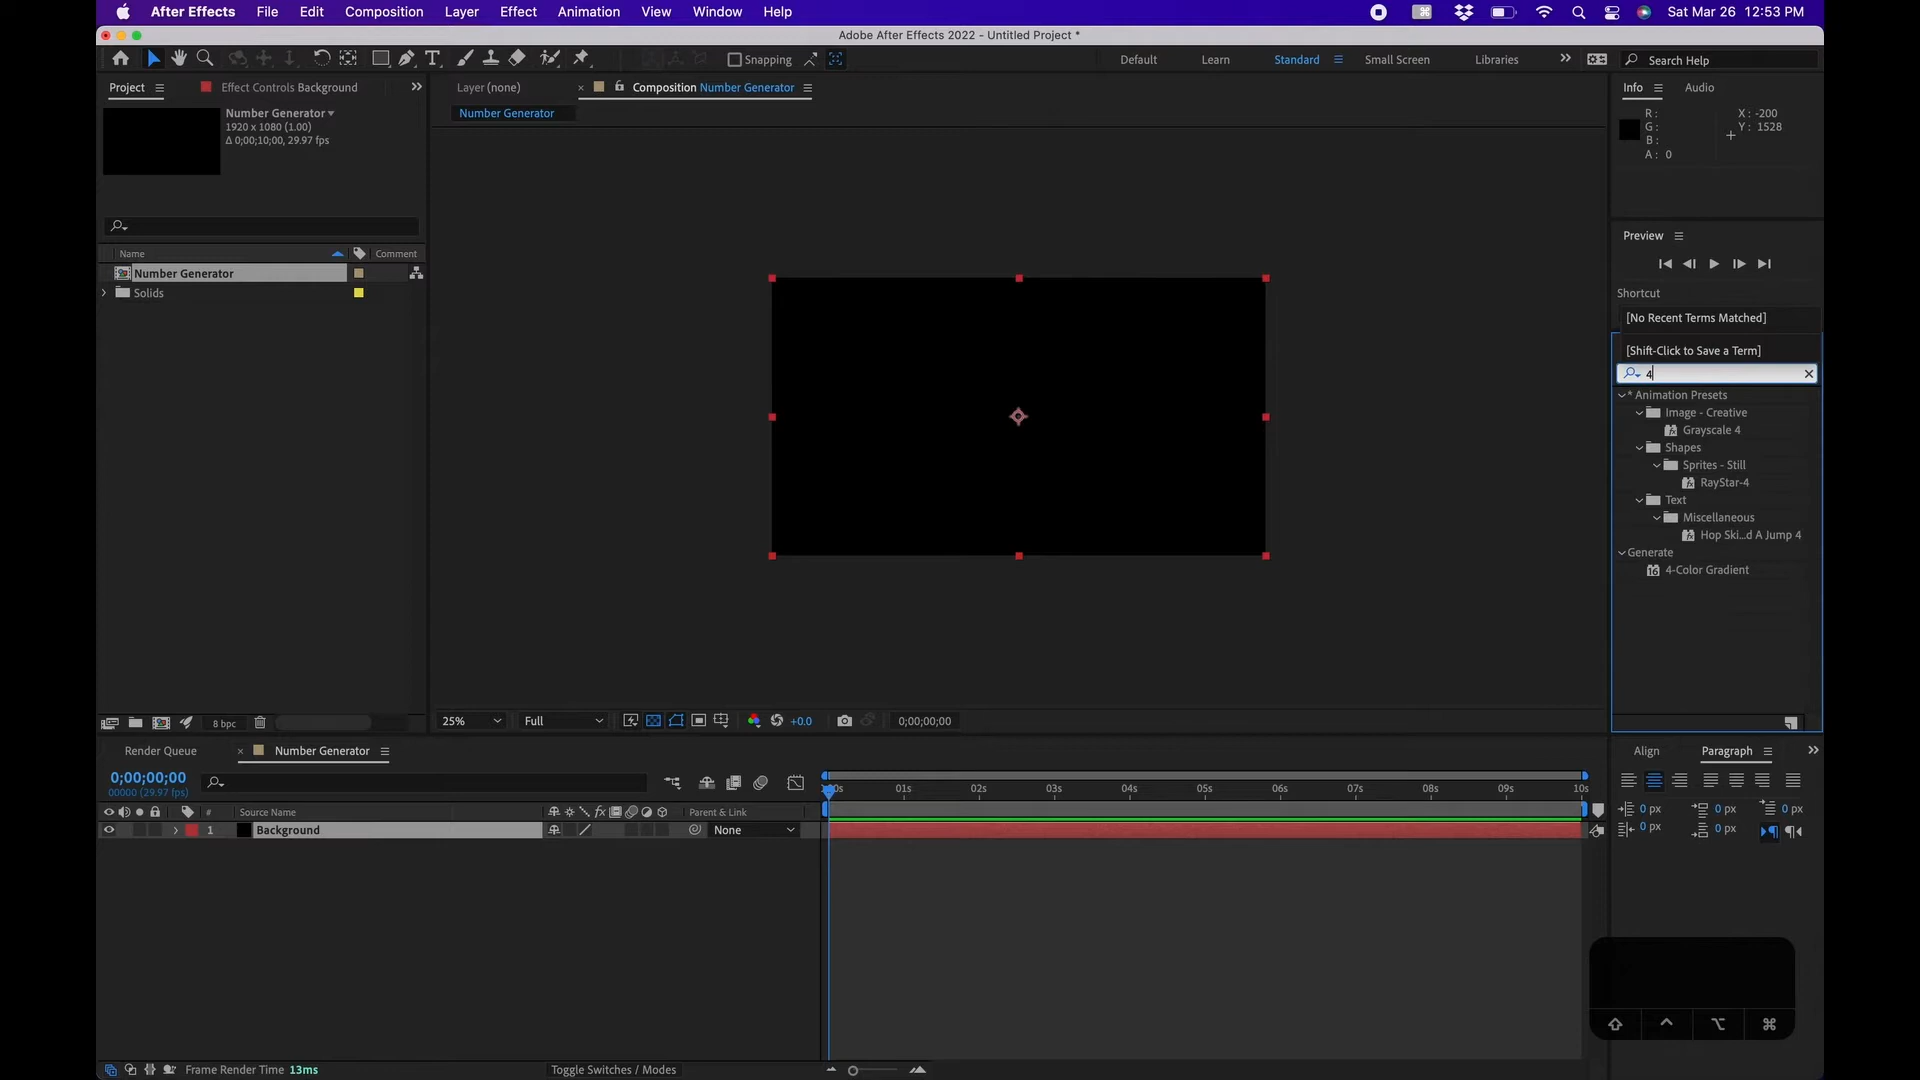 After Effects File Edit Composition Layer Effect Animation View Window Help Sat Mar 26 12:53 PM
Adobe After Effects 2022 - Untitled Project *
Snapping Default Learn Standard Small Screen Libraries Search Help
Project Effect Controls Background Layer (none) Composition Number Generator Info Audio
Number Generator
1920 x 1080 (1.00)
Δ 0;00;10;00, 29.97 fps
Number Generator
R: X: -200
G: Y: 1528
B:
A: 0
Preview
Name Comment
Number Generator
Solids
Shortcut
[No Recent Terms Matched]
[Shift-Click to Save a Term]
4
* Animation Presets
Image - Creative
Grayscale 4
Shapes
Sprites - Still
RayStar-4
Text
Miscellaneous
Hop Ski...d A Jump 4
Generate
4-Color Gradient
8 bpc 25% Full +0.0 0;00;00;00
Render Queue Number Generator Align Paragraph
0;00;00;00
00000 (29.97 fps)
01s 02s 03s 04s 05s 06s 07s 08s 09s 10s
# Source Name Parent & Link
1 Background None
0 px 0 px 0 px
0 px 0 px
Frame Render Time 13ms Toggle Switches / Modes